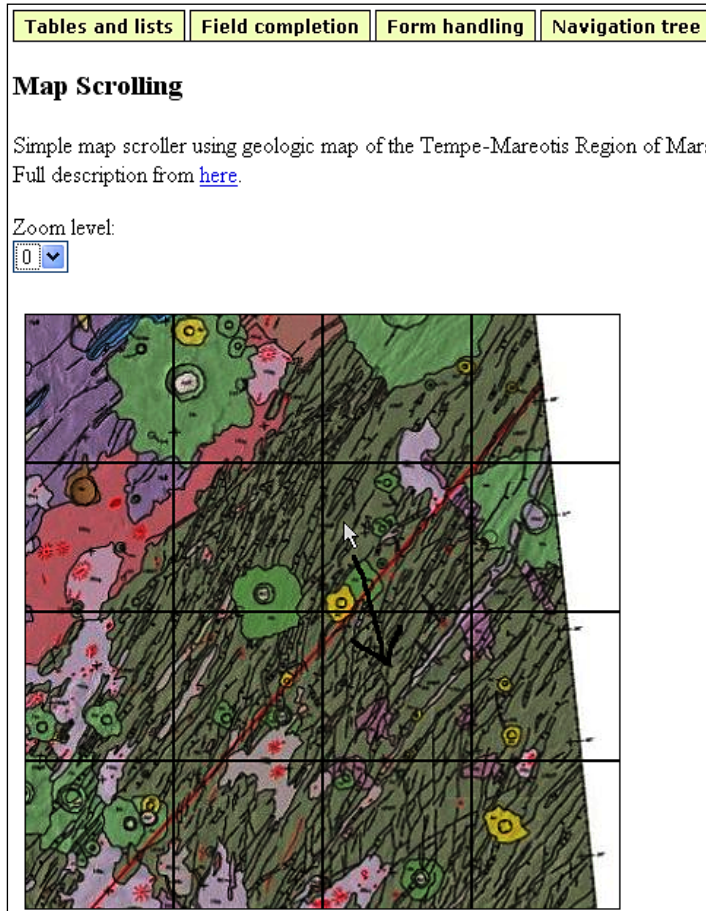 Tables and lists Field completion Form handling Navigation tree
Map Scrolling
Simple map scroller using geologic map of the Tempe-Mareotis Region of Mars
Full description from here.
Zoom level:
0